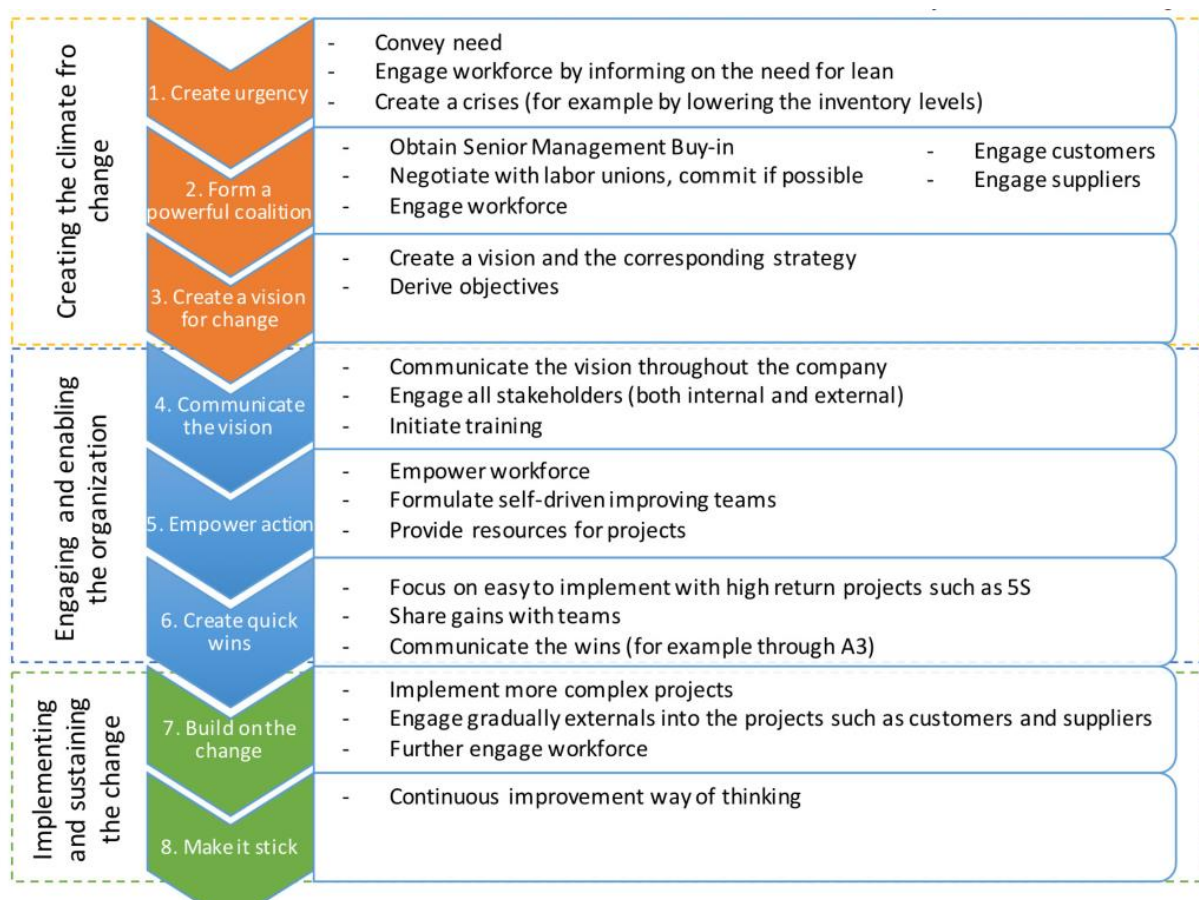 Creating the climate fro
change
1. Create urgency
- Convey need
- Engage workforce by informing on the need for lean
- Create a crises (for example by lowering the inventory levels)
2. Form a
powerful coalition
- Obtain Senior Management Buy-in
- Negotiate with labor unions, commit if possible
- Engage workforce
- Engage customers
- Engage suppliers
3. Create a vision
for change
- Create a vision and the corresponding strategy
- Derive objectives
Engaging and enabling
the organization
4. Communicate
the vision
- Communicate the vision throughout the company
- Engage all stakeholders (both internal and external)
- Initiate training
5. Empower action
- Empower workforce
- Formulate self-driven improving teams
- Provide resources for projects
6. Create quick
wins
- Focus on easy to implement with high return projects such as 5S
- Share gains with teams
- Communicate the wins (for example through A3)
Implementing
and sustaining
the change
7. Build on the
change
- Implement more complex projects
- Engage gradually externals into the projects such as customers and suppliers
- Further engage workforce
8. Make it stick
- Continuous improvement way of thinking